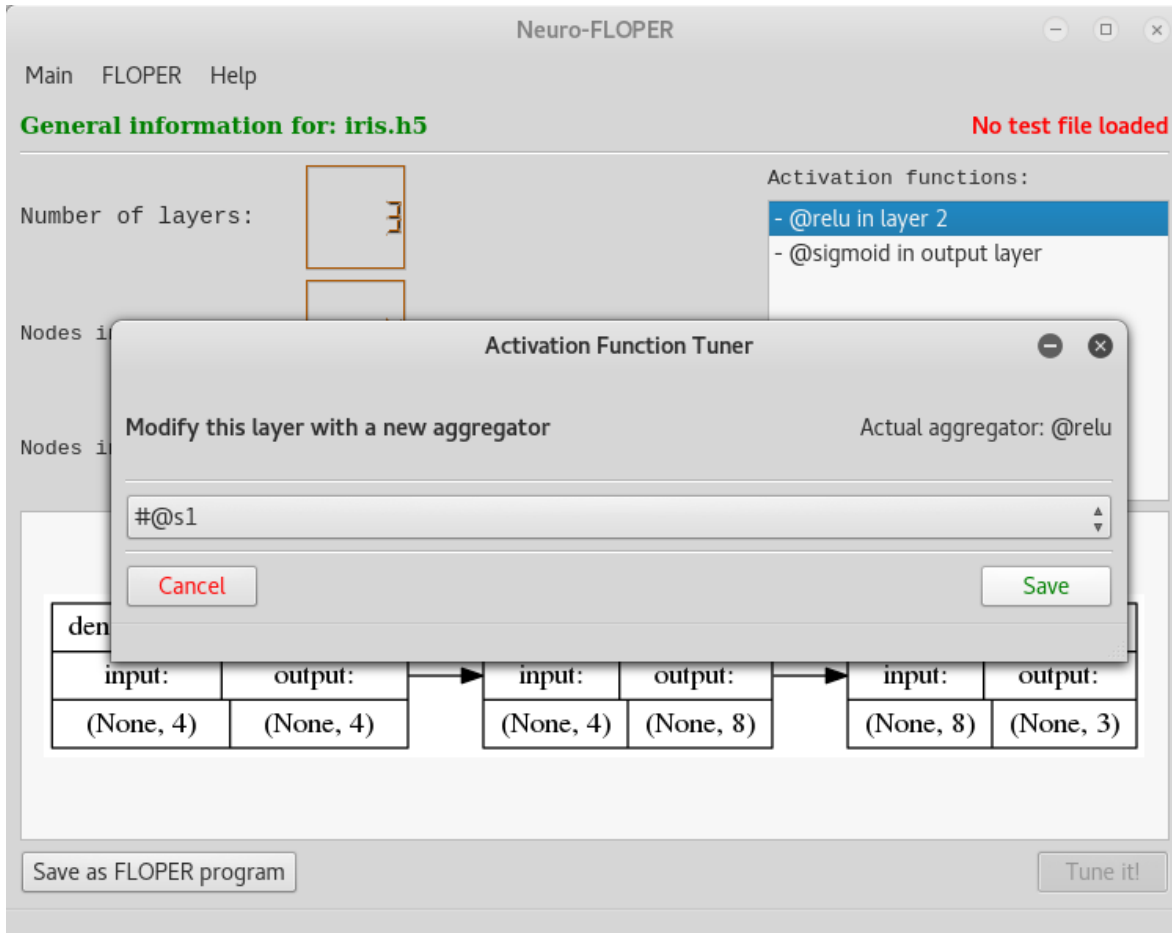 Neuro-FLOPER
Main FLOPER Help
General information for: iris.h5
No test file loaded
Number of layers:
3
Activation functions:
- @relu in layer 2
- @sigmoid in output layer
Nodes
Nodes
Activation Function Tuner
Modify this layer with a new aggregator
Actual aggregator: @relu
#@s1
Cancel
Save
input: output: input: output: input: output:
(None, 4) (None, 4) (None, 4) (None, 8) (None, 8) (None, 3)
Save as FLOPER program
Tune it!